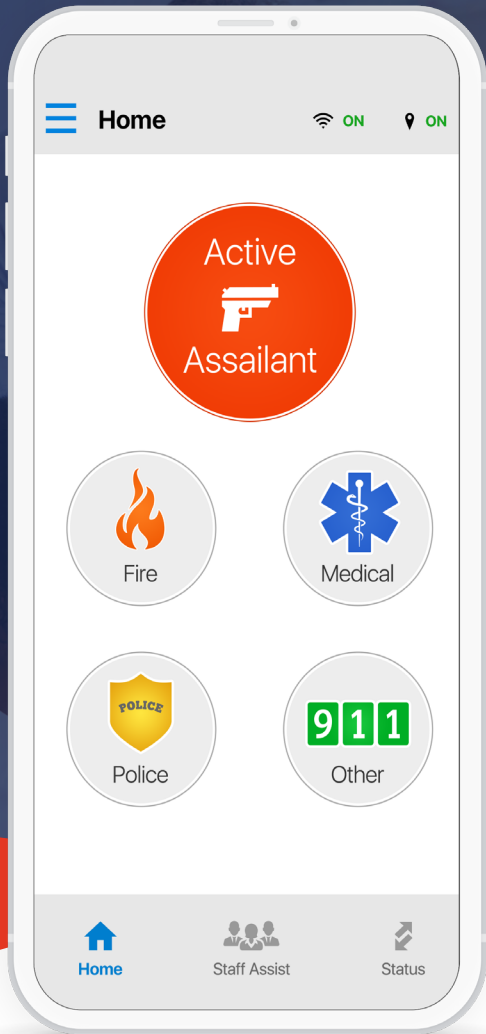 Home
ON
ON
Active
Assailant
Fire
Medical
POLICE
Police
911
Other
Home
Staff Assist
Status